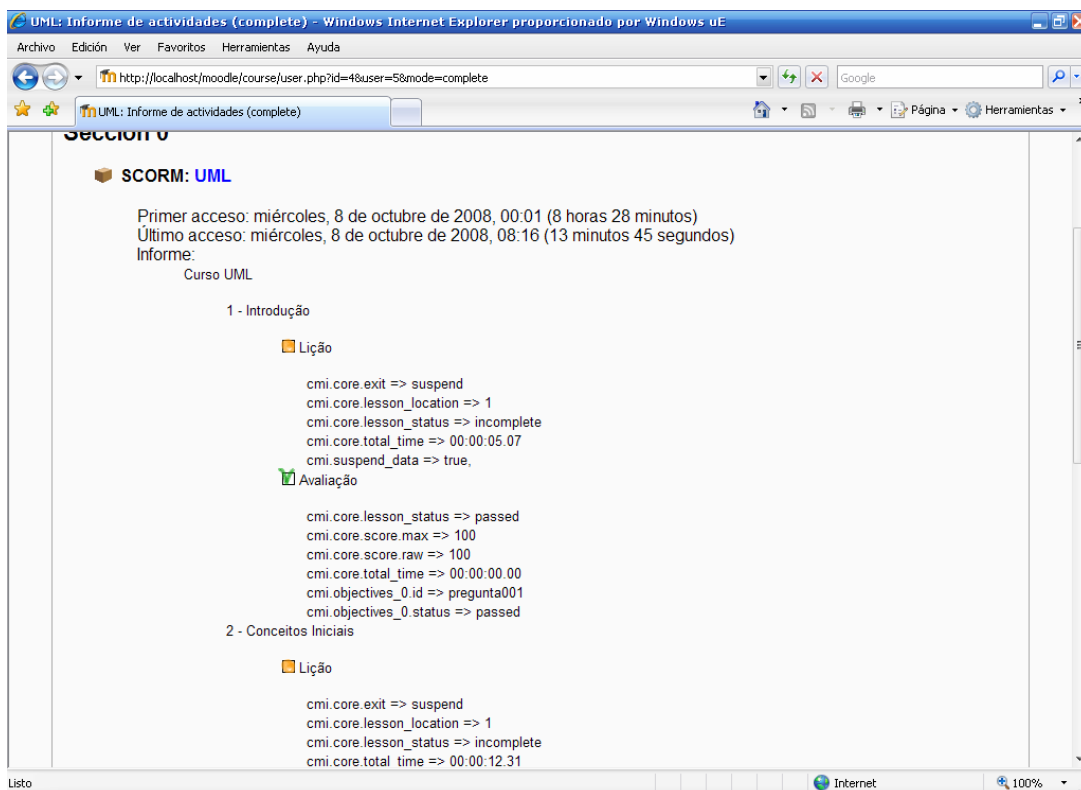 UML: Informe de actividades (complete) - Windows Internet Explorer proporcionado por Windows uE
Archivo Edición Ver Favoritos Herramientas Ayuda
http://localhost/moodle/course/user.php?id=4&user=5&mode=complete Google
UML: Informe de actividades (complete) Página Herramientas
Sección 0
SCORM: UML
Primer acceso: miércoles, 8 de octubre de 2008, 00:01 (8 horas 28 minutos)
Último acceso: miércoles, 8 de octubre de 2008, 08:16 (13 minutos 45 segundos)
Informe:
Curso UML
1 - Introdução
Lição
cmi.core.exit => suspend
cmi.core.lesson_location => 1
cmi.core.lesson_status => incomplete
cmi.core.total_time => 00:00:05.07
cmi.suspend_data => true,
Avaliação
cmi.core.lesson_status => passed
cmi.core.score.max => 100
cmi.core.score.raw => 100
cmi.core.total_time => 00:00:00.00
cmi.objectives_0.id => pregunta001
cmi.objectives_0.status => passed
2 - Conceitos Iniciais
Lição
cmi.core.exit => suspend
cmi.core.lesson_location => 1
cmi.core.lesson_status => incomplete
cmi.core.total_time => 00:00:12.31
Listo Internet 100%